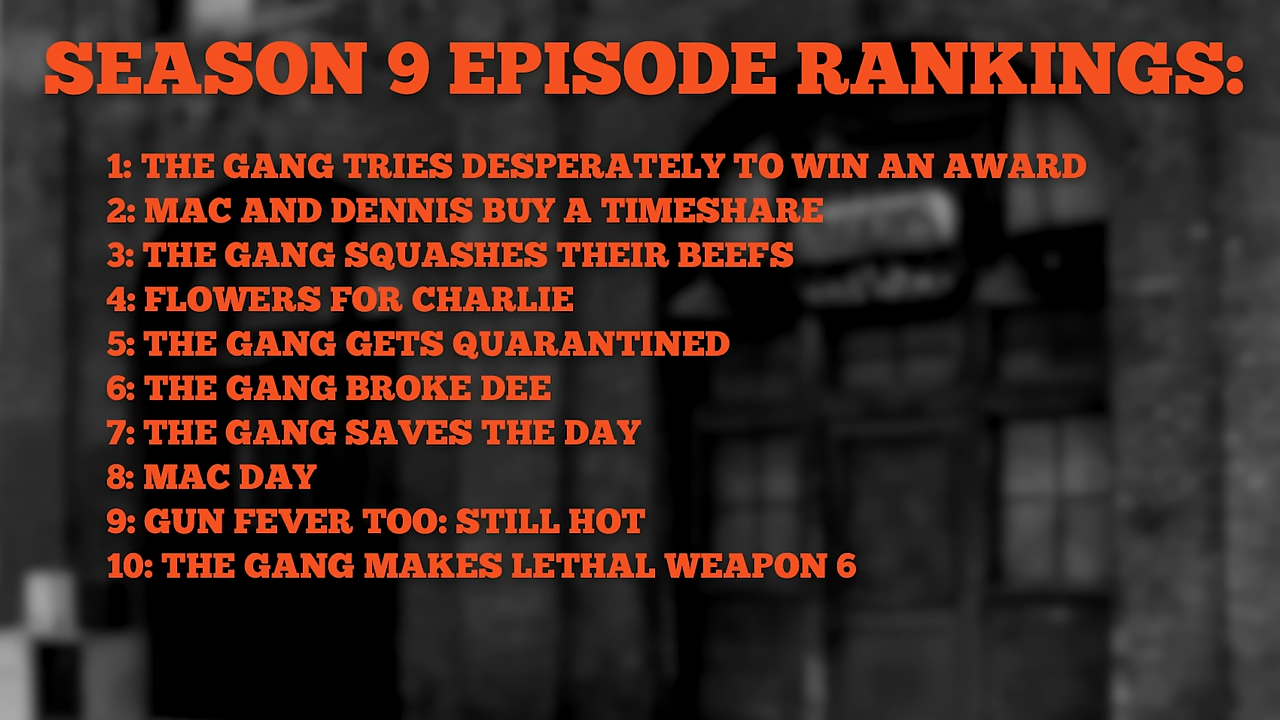 SEASON 9 EPISODE RANKINGS:
1: THE GANG TRIES DESPERATELY TO WIN AN AWARD
2: MAC AND DENNIS BUY A TIMESHARE
3: THE GANG SQUASHES THEIR BEEFS
4: FLOWERS FOR CHARLIE
5: THE GANG GETS QUARANTINED
6: THE GANG BROKE DEE
7: THE GANG SAVES THE DAY
8: MAC DAY
9: GUN FEVER TOO: STILL HOT
10: THE GANG MAKES LETHAL WEAPON 6